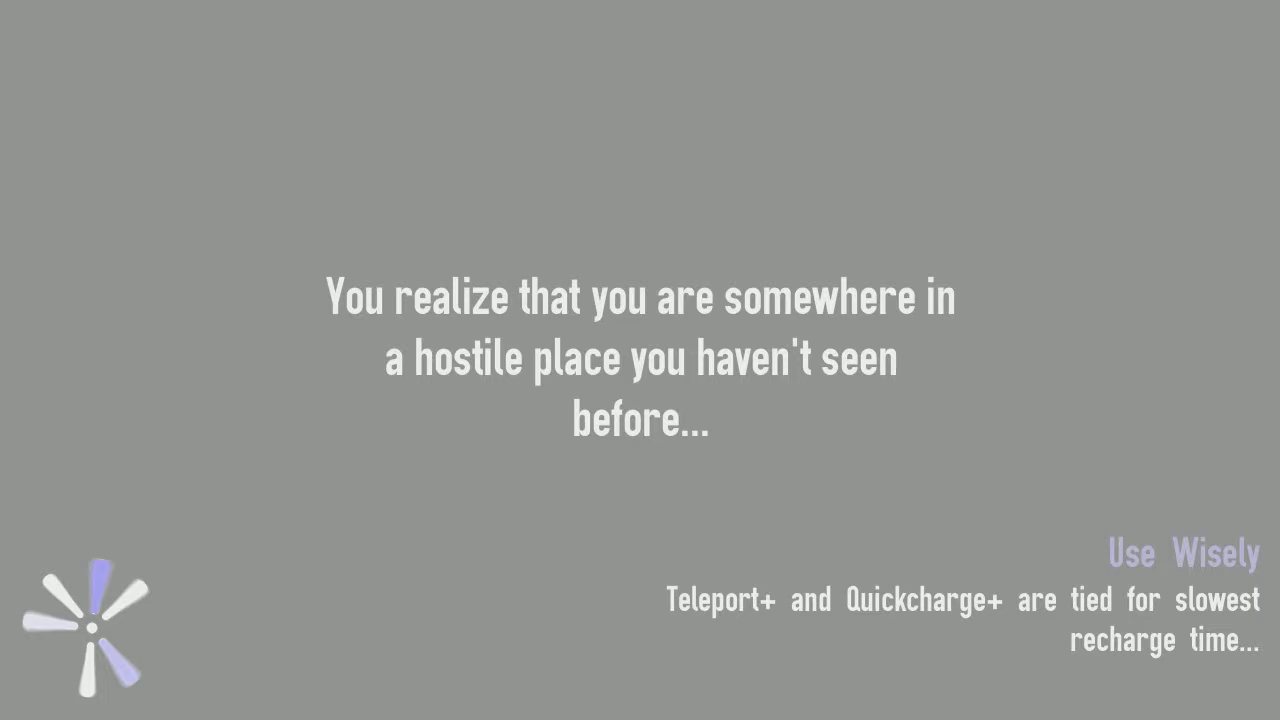 You realize that you are somewhere in
a hostile place you haven't seen
before...
Use Wisely
Teleport+ and Quickcharge+ are tied for slowest
recharge time...